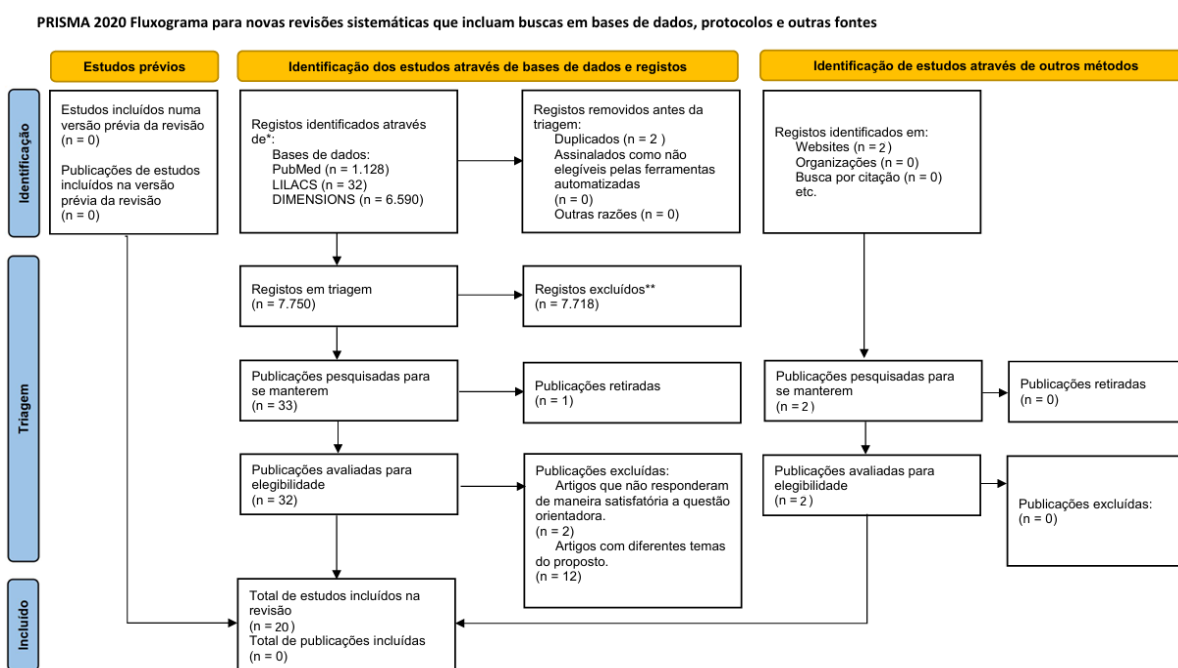 PRISMA 2020 Fluxograma para novas revisões sistemáticas que incluam buscas em bases de dados, protocolos e outras fontes
Estudos prévios
Identificação dos estudos através de bases de dados e registos
Identificação de estudos através de outros métodos
Identificação
Estudos incluídos numa
versão prévia da revisão
(n = 0)
Publicações de estudos
incluídos na versão
prévia da revisão
(n = 0)
Registos identificados através
de*:
Bases de dados:
PubMed (n = 1.128)
LILACS (n = 32)
DIMENSIONS (n = 6.590)
Registos removidos antes da
triagem:
Duplicados (n = 2 )
Assinalados como não
elegíveis pelas ferramentas
automatizadas
(n = 0)
Outras razões (n = 0)
Registos identificados em:
Websites (n = 2)
Organizações (n = 0)
Busca por citação (n = 0)
etc.
Triagem
Registos em triagem
(n = 7.750)
Registos excluídos**
(n = 7.718)
Publicações pesquisadas para
se manterem
(n = 33)
Publicações retiradas
(n = 1)
Publicações pesquisadas para
se manterem
(n = 2 )
Publicações retiradas
(n = 0)
Publicações avaliadas para
elegibilidade
(n = 32)
Publicações excluídas:
Artigos que não responderam
de maneira satisfatória a questão
orientadora.
(n = 2)
Artigos com diferentes temas
do proposto.
(n = 12)
Publicações avaliadas para
elegibilidade
(n = 2 )
Publicações excluídas:
(n = 0)
Incluído
Total de estudos incluídos na
revisão
(n = 20)
Total de publicações incluídas
(n = 0)